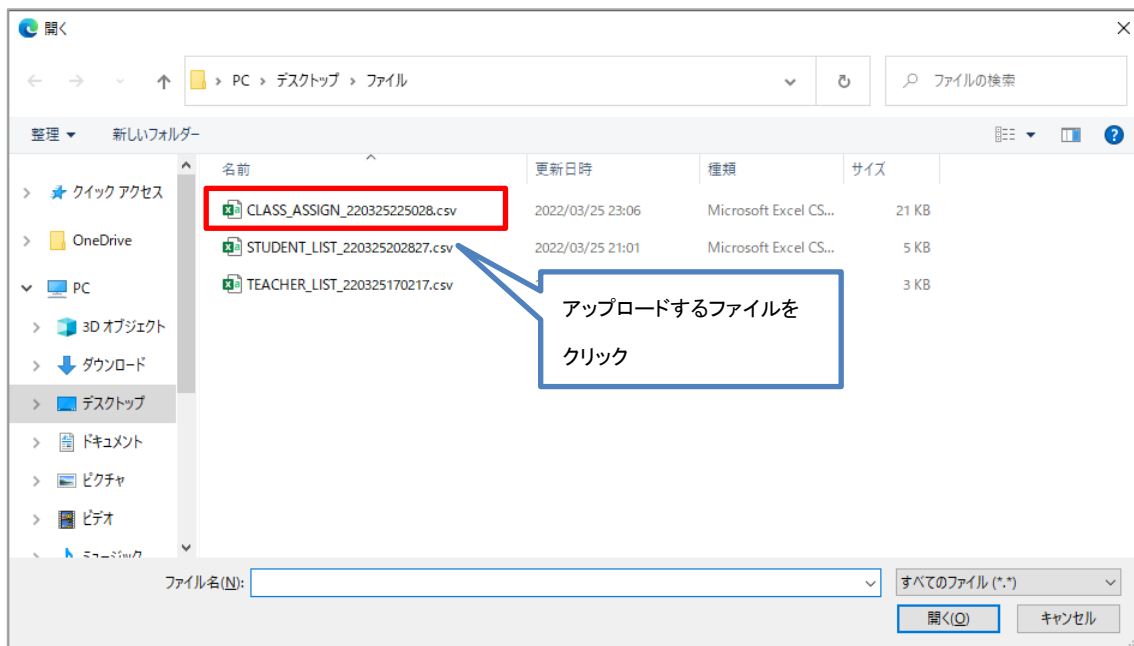 開く
PC › デスクトップ › ファイル
ファイルの検索
整理
新しいフォルダー
名前
更新日時
種類
サイズ
クイック アクセス
OneDrive
PC
3D オブジェクト
ダウンロード
デスクトップ
ドキュメント
ピクチャ
ビデオ
CLASS_ASSIGN_220325225028.csv 2022/03/25 23:06 Microsoft Excel CS... 21 KB
STUDENT_LIST_220325202827.csv 2022/03/25 21:01 Microsoft Excel CS... 5 KB
TEACHER_LIST_220325170217.csv 3 KB
アップロードするファイルを
クリック
ファイル名(N):
すべてのファイル (*.*)
開く(O)
キャンセル